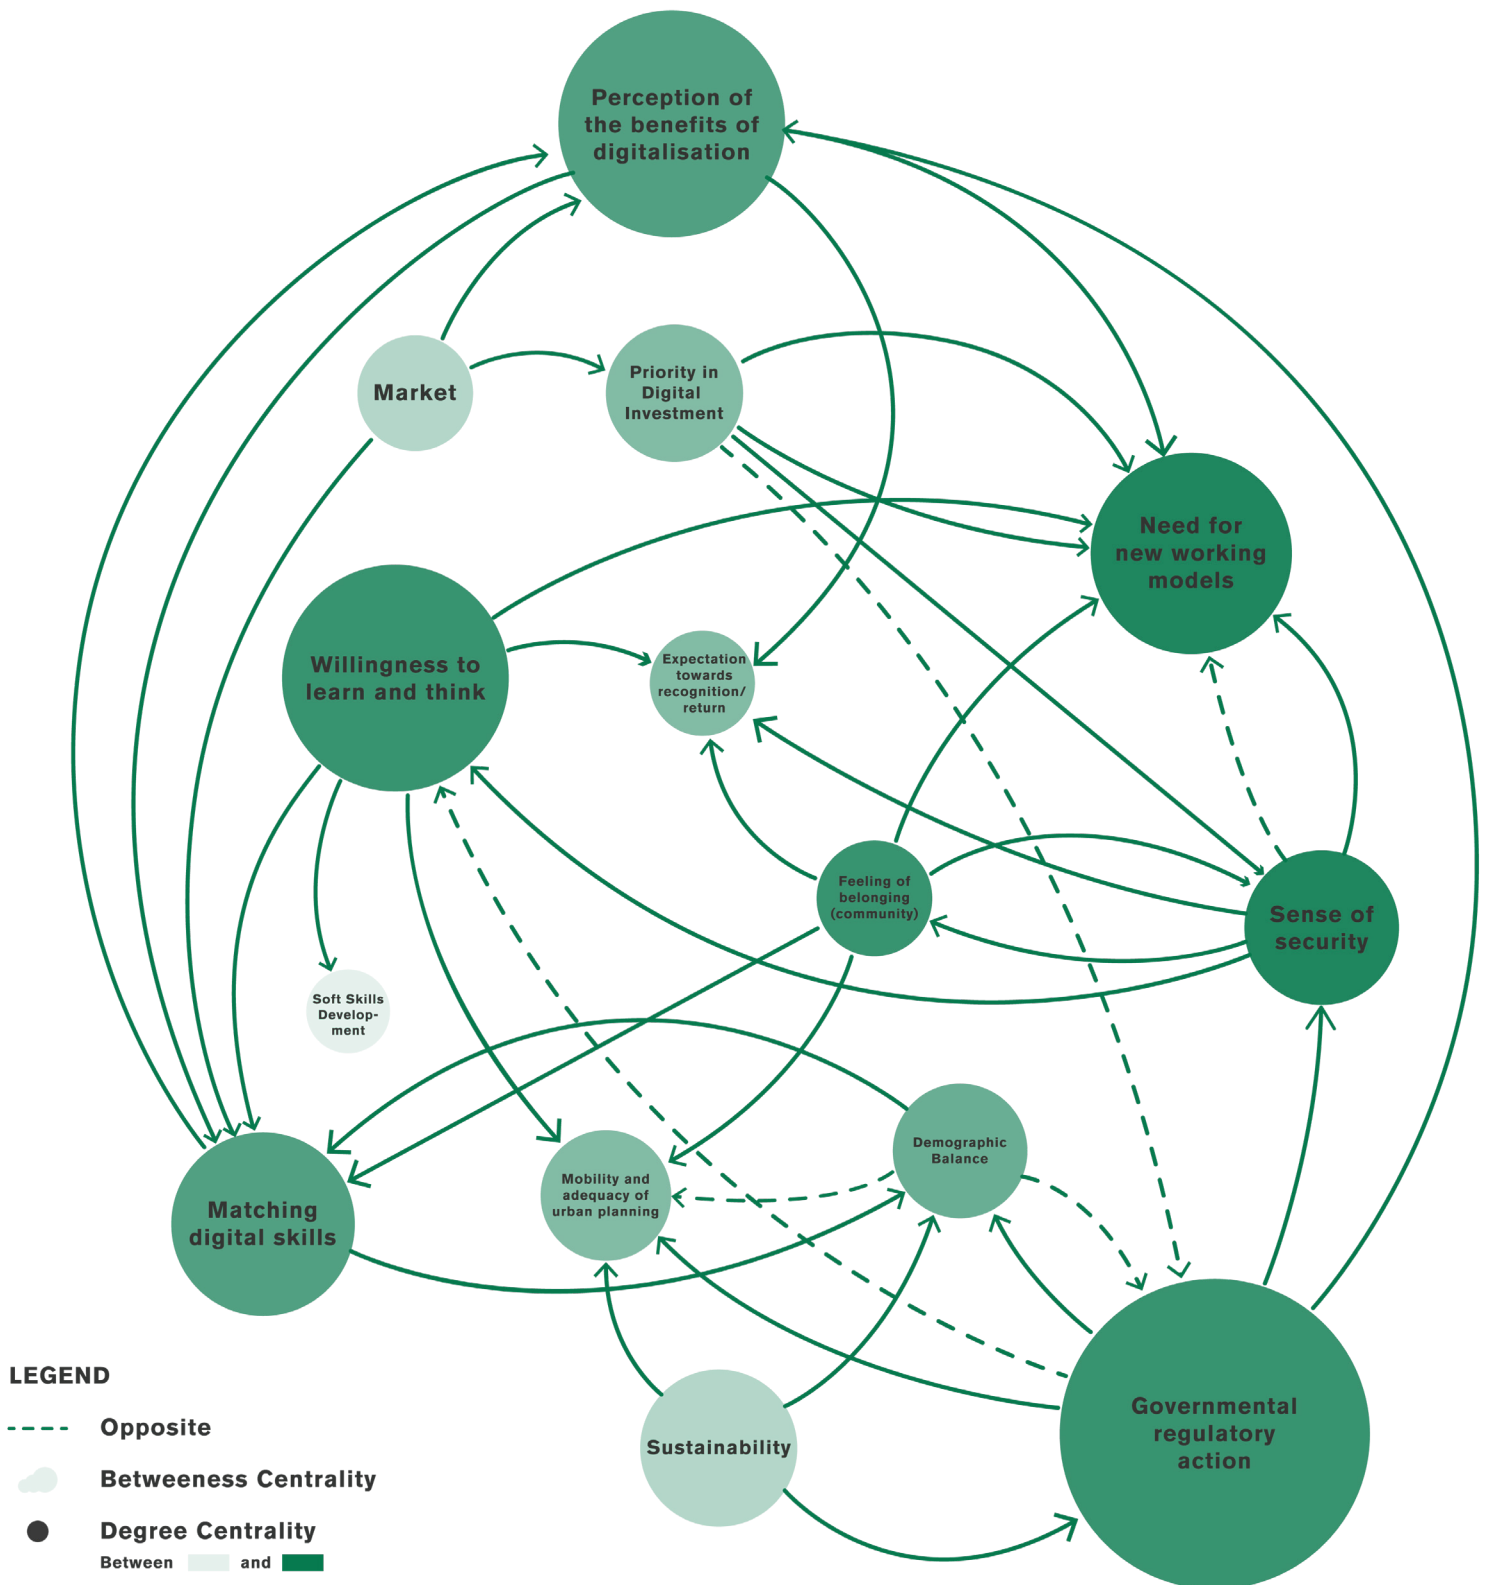 Perception of
the benefits of
digitalisation
Market
Priority in
Digital
Investment
Need for
new working
models
Willingness to
learn and think
Expectation
towards
recognition/
return
Feeling of
belonging
(community)
Sense of
security
Soft Skills
Develop-
ment
Demographic
Balance
Mobility and
adequacy of
urban planning
Matching
digital skills
Sustainability
Governmental
regulatory
action
LEGEND
Opposite
Betweeness Centrality
Degree Centrality
Between and